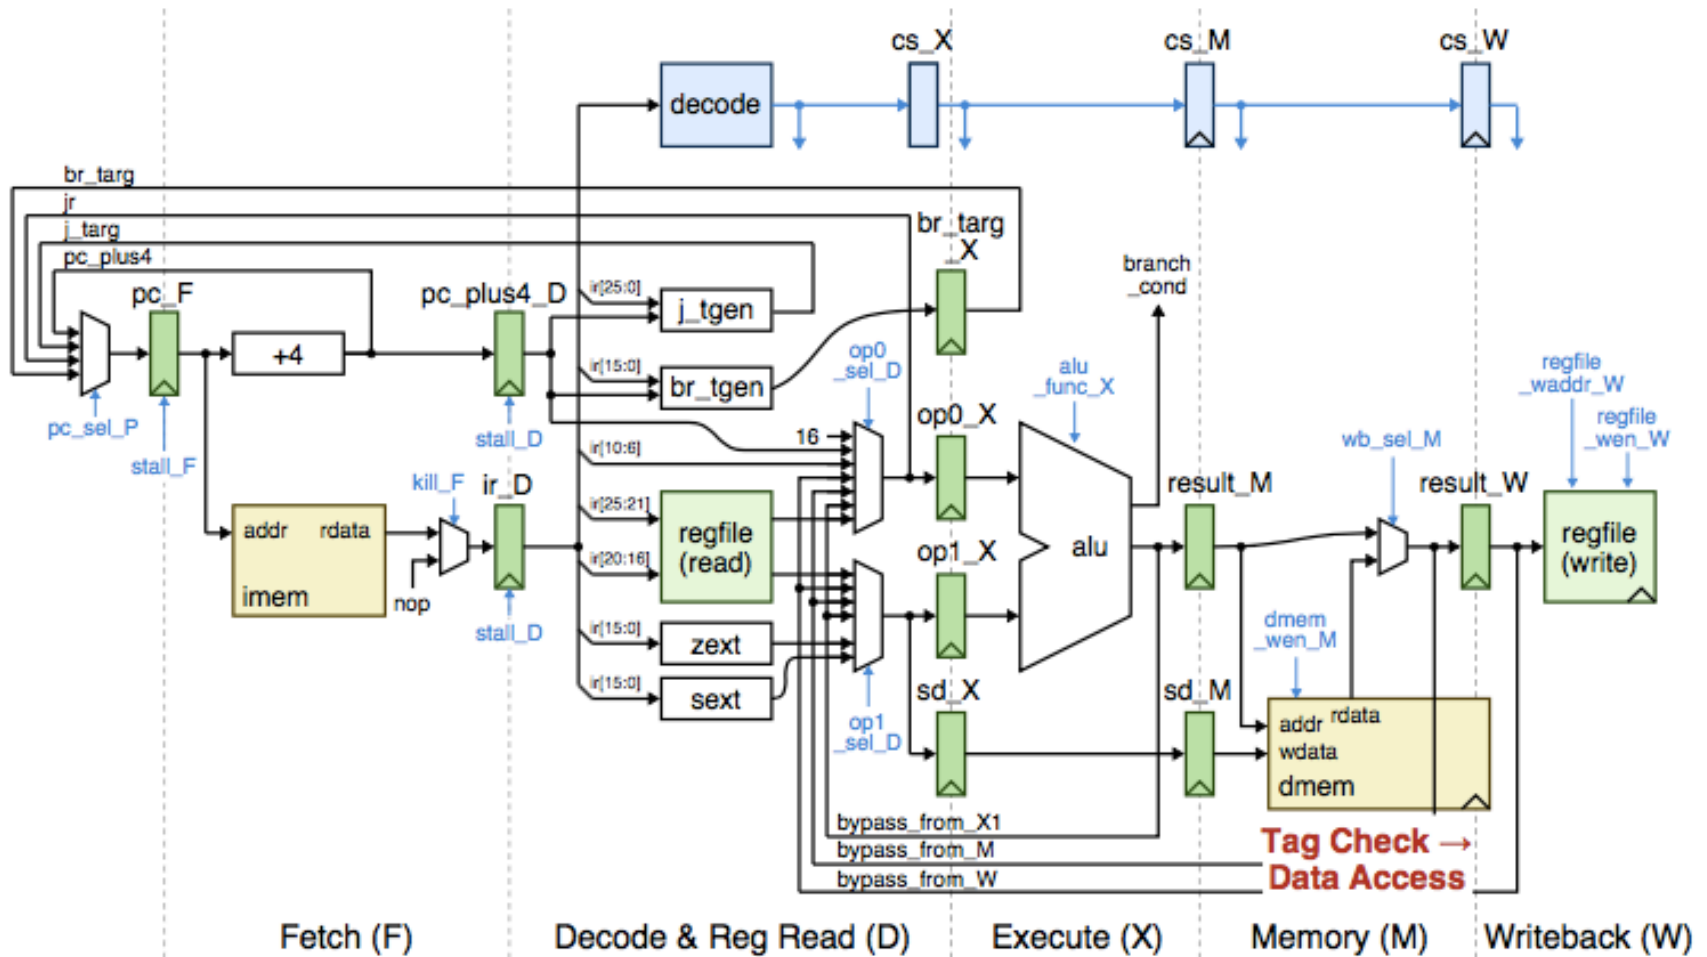 cs_X
cs_M
cs_W
decode
br_targ
jr
j_targ
pc_plus4
br_targ
_X
branch
_cond
pc_F
pc_plus4_D
ir[25:0]
j_tgen
+4
ir[15:0]
br_tgen
op0
_sel_D
alu
_func_X
regfile
_waddr_W
regfile
_wen_W
pc_sel_P
stall_F
stall_D
16
op0_X
wb_sel_M
ir[10:6]
kill_F
ir_D
result_M
result_W
ir[25:21]
addr
rdata
imem
nop
regfile
(read)
ir[20:16]
op1_X
alu
regfile
(write)
stall_D
ir[15:0]
zext
dmem
_wen_M
ir[15:0]
sext
op1
_sel_D
sd_X
sd_M
addr
rdata
wdata
dmem
bypass_from_X1
bypass_from_M
bypass_from_W
Tag Check →
Data Access
Fetch (F)
Decode & Reg Read (D)
Execute (X)
Memory (M)
Writeback (W)